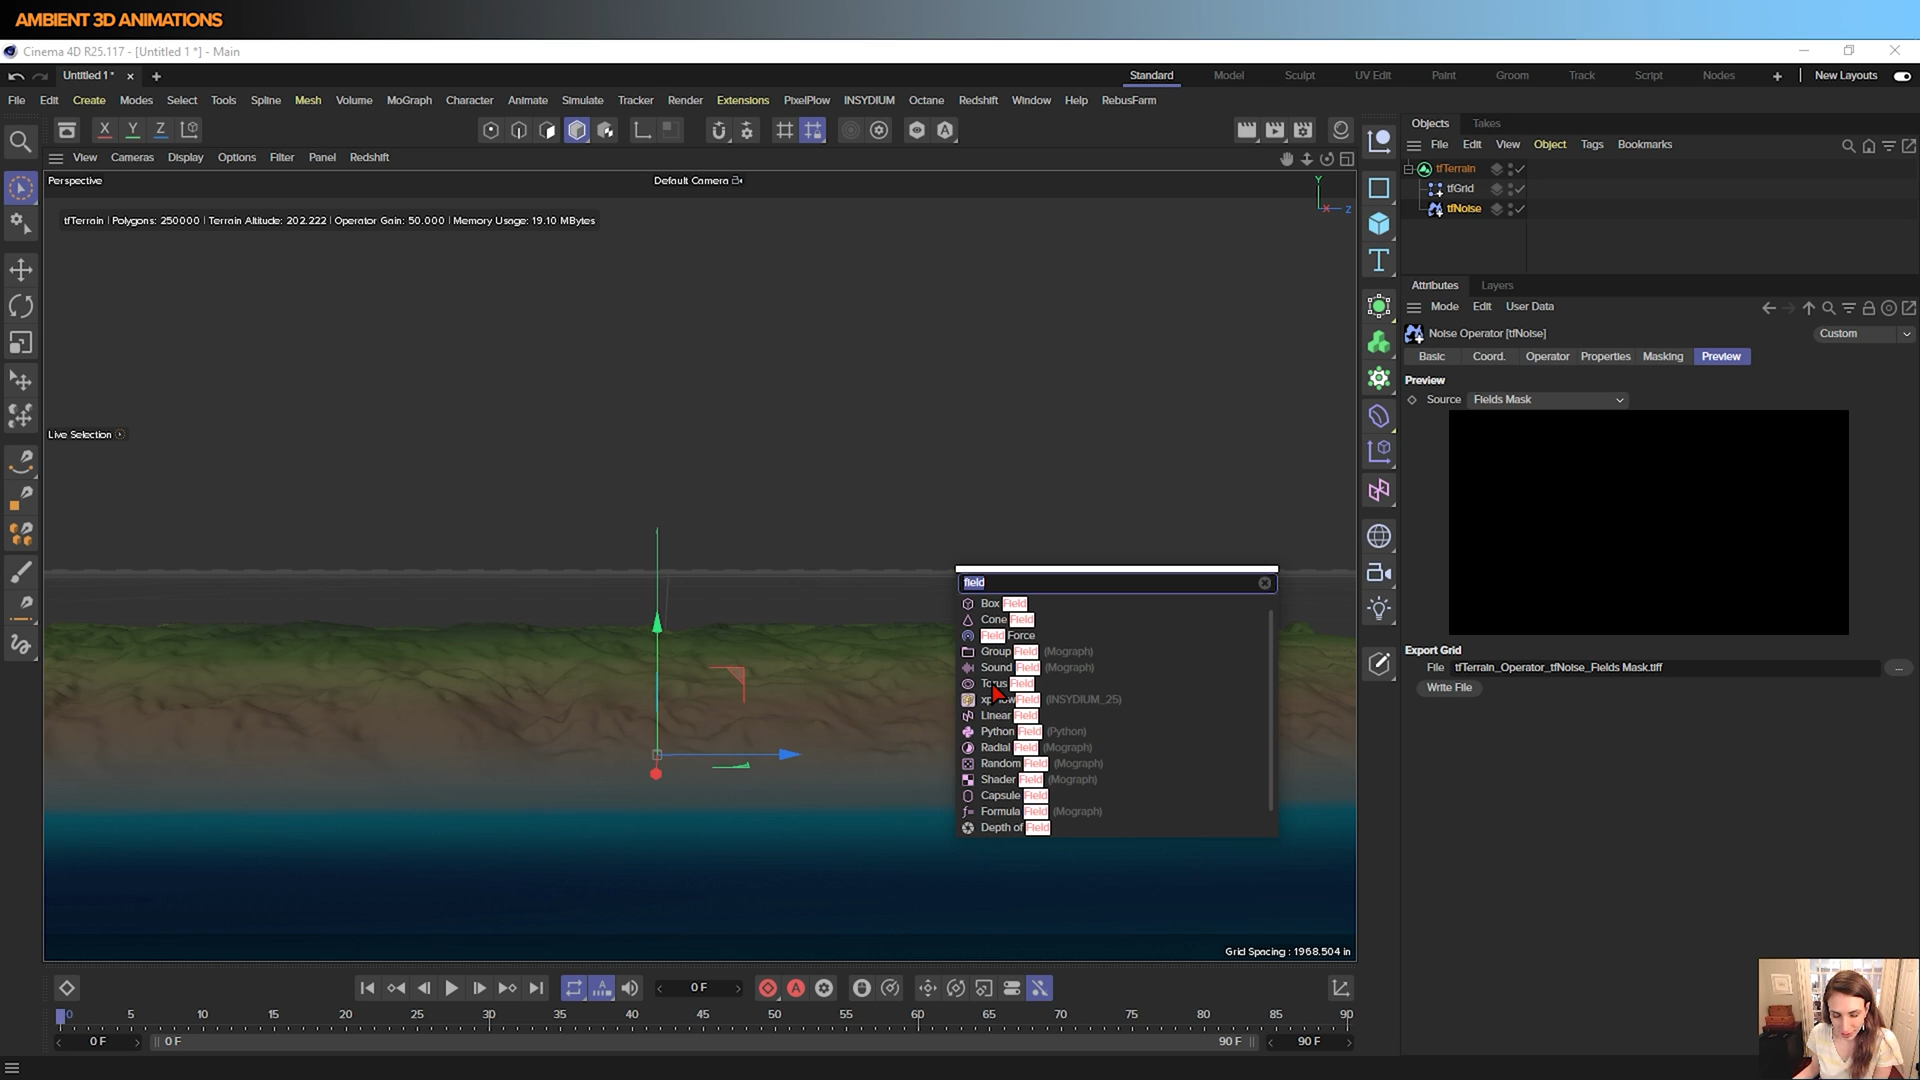 AMBIENT 3D ANIMATIONS
Cinema 4D R25.117 - [Untitled 1 *] - Main
Untitled 1 *
Standard Model Sculpt UV Edit Paint Groom Track Script Nodes New Layouts
File Edit Create Modes Select Tools Spline Mesh Volume MoGraph Character Animate Simulate Tracker Render Extensions PixelPlow INSYDIUM Octane Redshift Window Help RebusFarm
X Y Z
Objects Takes
File Edit View Object Tags Bookmarks
View Cameras Display Options Filter Panel Redshift
Perspective
Default Camera
Y
Z
tfTerrain | Polygons: 250000 | Terrain Altitude: 202.222 | Operator Gain: 50.000 | Memory Usage: 19.10 MBytes
Live Selection
tfTerrain
tfGrid
tfNoise
Attributes Layers
Mode Edit User Data
Noise Operator [tfNoise]
Custom
Basic Coord. Operator Properties Masking Preview
Preview
Source Fields Mask
Export Grid
File tfTerrain_Operator_tfNoise_Fields Mask.tiff ...
Write File
field
Box Field
Cone Field
Field Force
Group Field (Mograph)
Sound Field (Mograph)
Torus Field
Field (INSYDIUM_25)
Linear Field
Python Field (Python)
Radial Field (Mograph)
Random Field (Mograph)
Shader Field (Mograph)
Capsule Field
Formula Field (Mograph)
Depth of Field
Grid Spacing : 1968.504 in
0 F
0 5 10 15 20 25 30 35 40 45 50 55 60 65 70 75 80 85 90
0 F 0 F 90 F 90 F